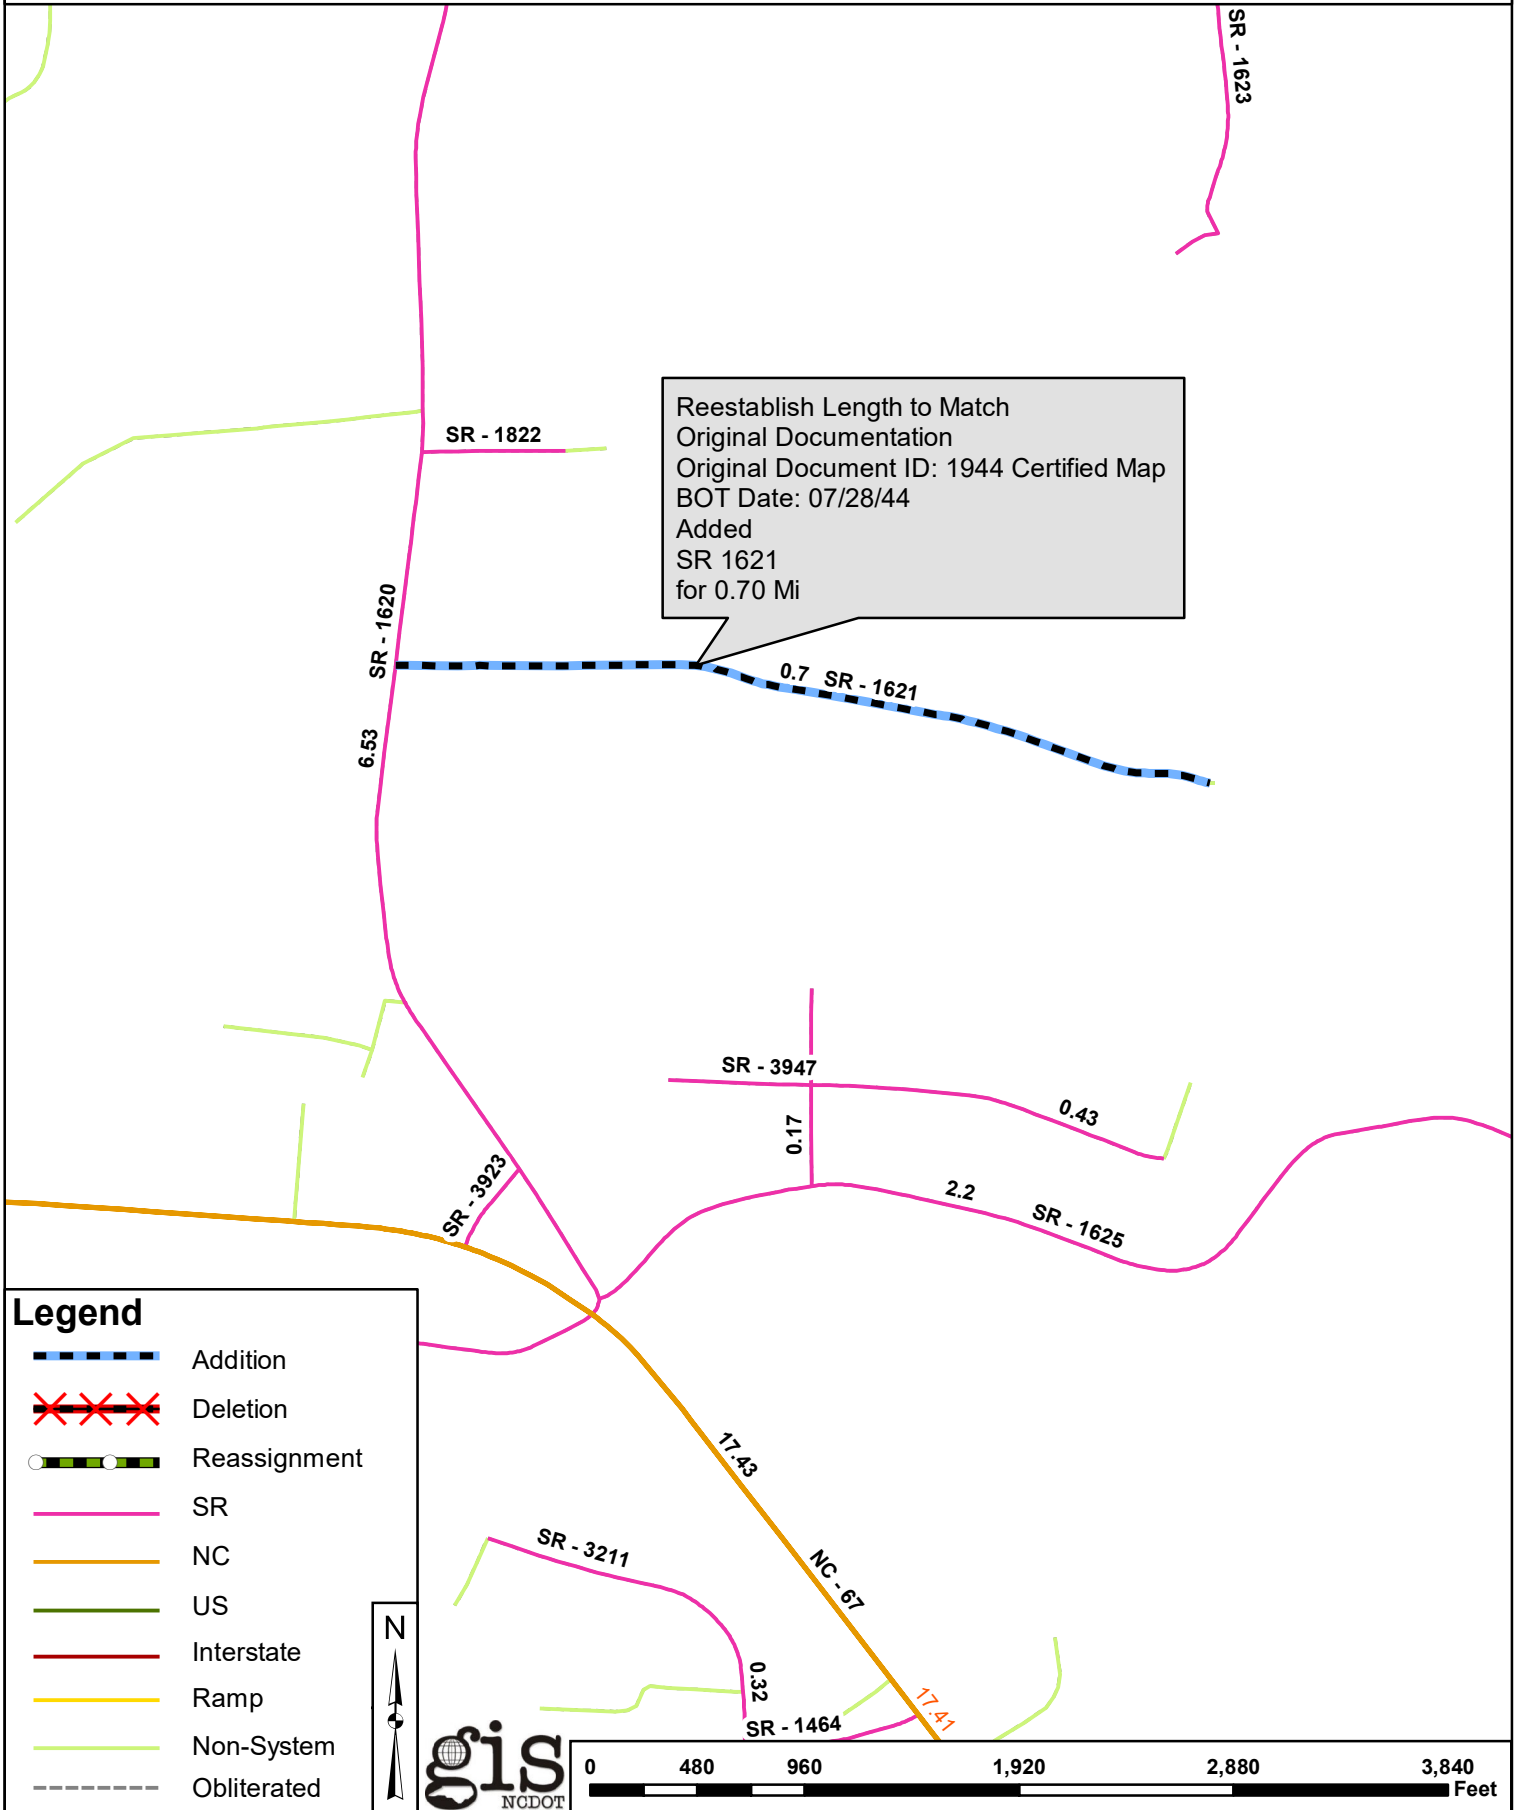 SR - 1623
SR - 1822
Reestablish Length to Match
Original Documentation
Original Document ID: 1944 Certified Map
BOT Date: 07/28/44
Added
SR 1621
for 0.70 Mi
SR - 1620
0.7 SR - 1621
6.53
SR - 3947
0.43
0.17
SR - 3923
2.2
SR - 1625
Legend
Addition
Deletion
Reassignment
SR
NC
US
Interstate
Ramp
Non-System
Obliterated
17.43
SR - 3211
NC - 67
N
0.32
17.41
SR - 1464
gis
NCDOT
0 480 960 1,920 2,880 3,840
Feet